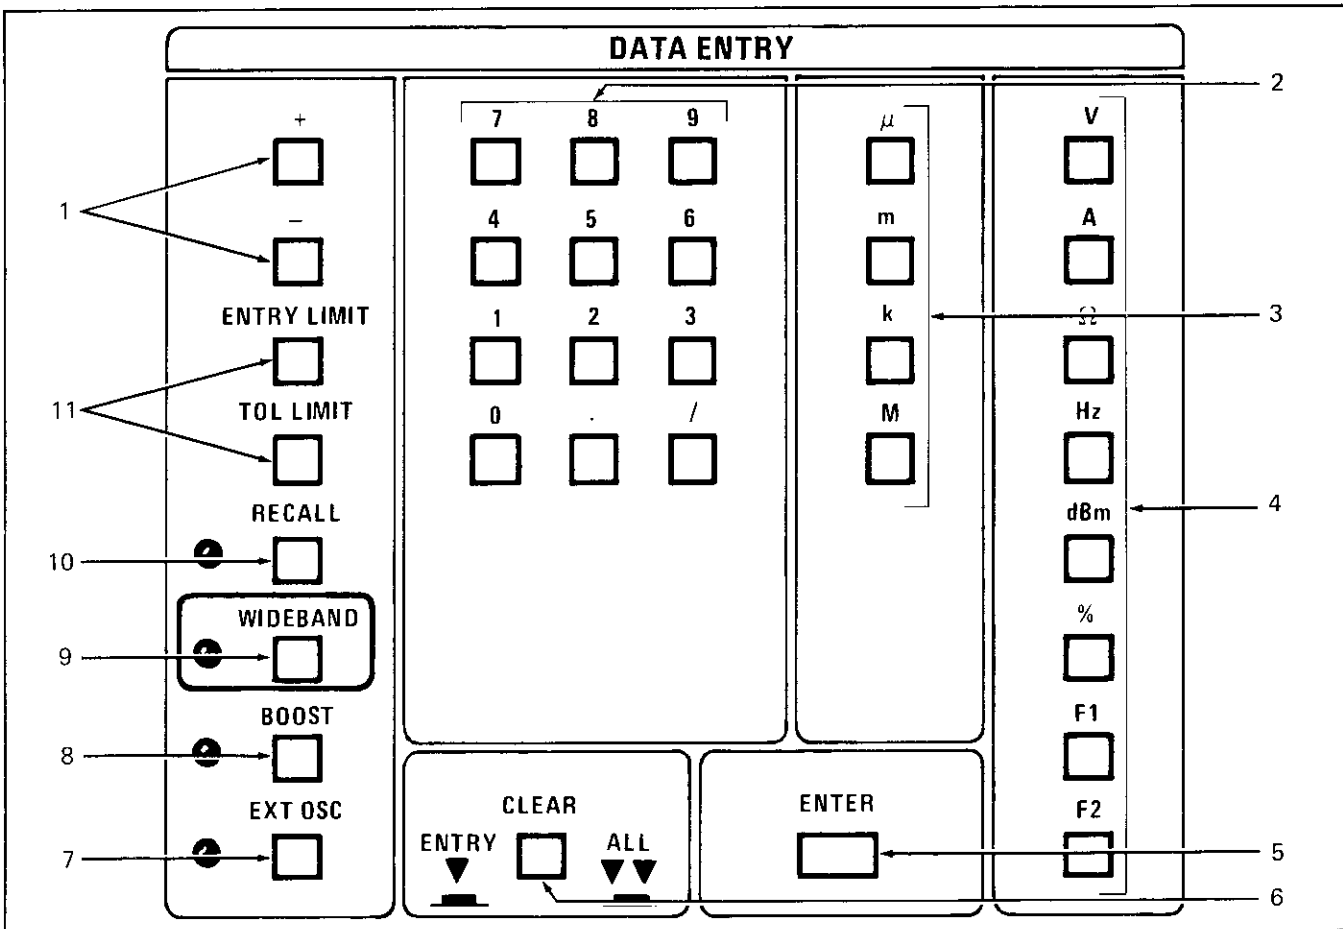 DATA ENTRY
+
1
–
ENTRY LIMIT
11
TOL LIMIT
RECALL
10
WIDEBAND
9
BOOST
8
EXT OSC
7
2
7 8 9
4 5 6
1 2 3
0 . /
μ
m
k
M
3
V
A
Ω
Hz
dBm
%
F1
F2
4
CLEAR
ENTRY
ALL
6
ENTER
5